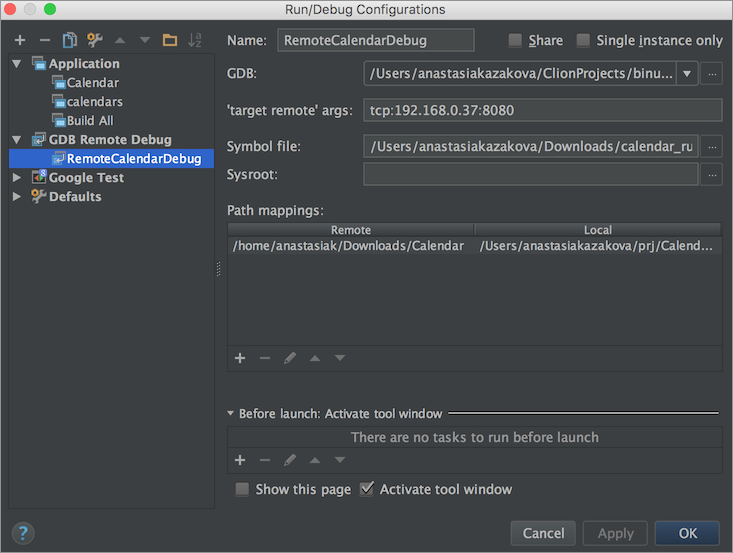 Run/Debug Configurations
Name: RemoteCalendarDebug Share Single instance only
Application
Calendar
calendars
Build All
GDB Remote Debug
RemoteCalendarDebug
Google Test
Defaults
GDB: /Users/anastasiakazakova/ClionProjects/binu...
'target remote' args: tcp:192.168.0.37:8080
Symbol file: /Users/anastasiakazakova/Downloads/calendar_ru
Sysroot:
Path mappings:
Remote Local
/home/anastasiak/Downloads/Calendar /Users/anastasiakazakova/prj/Calend...
Before launch: Activate tool window
There are no tasks to run before launch
Show this page Activate tool window
? Cancel Apply OK